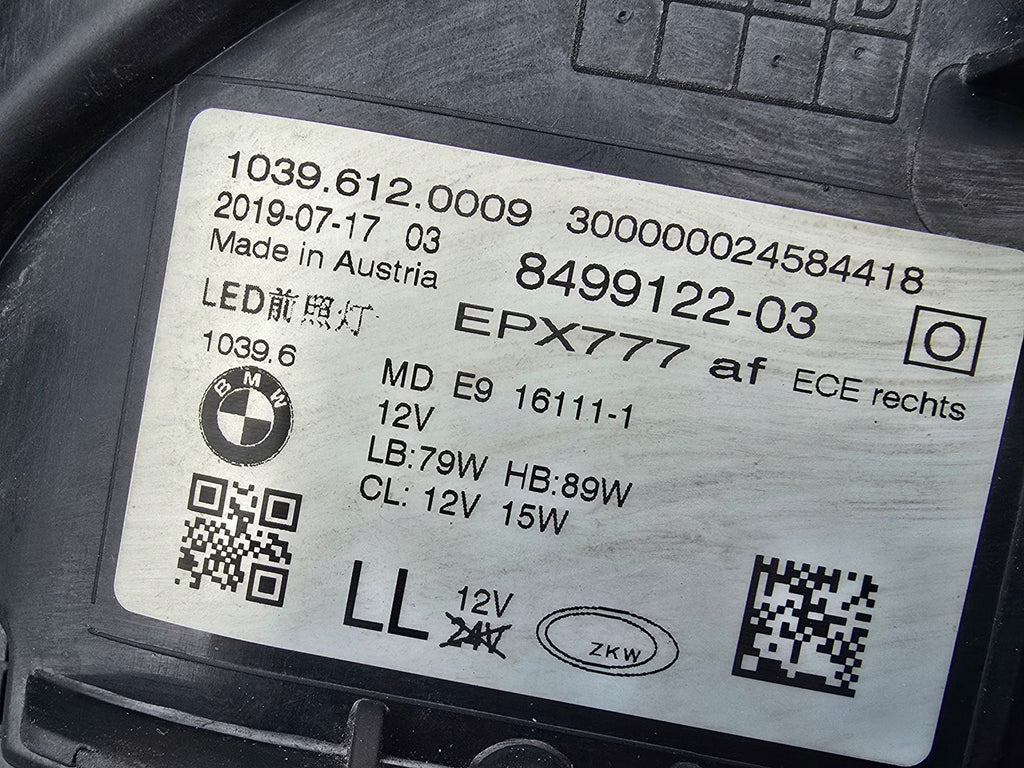 1039.612.0009 300000024584418
2019-07-17 03
Made in Austria
8499122-03
LED前照灯
EPX777 af ECE rechts
1039.6
BMW
MD E9 16111-1
12V
LB:79W HB:89W
CL: 12V 15W
LL 12V
24V
ZKW